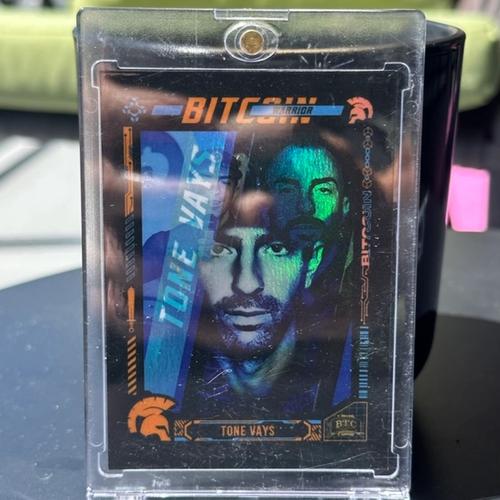 BITCOIN
WARRIOR
TONE VAYS
BITCOIN
TONE VAYS
BTC